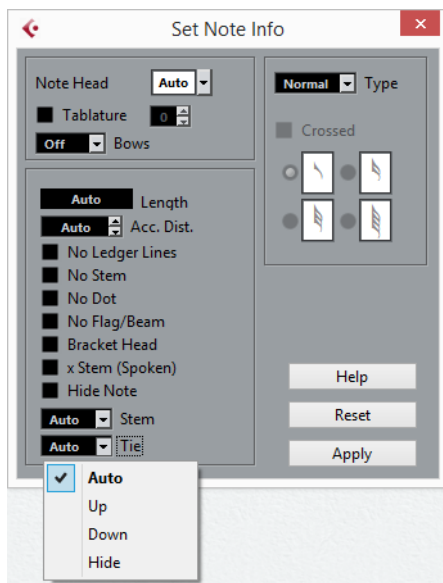 Set Note Info
Note Head Auto
Tablature 0
Off Bows
Auto Length
Auto Acc. Dist.
No Ledger Lines
No Stem
No Dot
No Flag/Beam
Bracket Head
x Stem (Spoken)
Hide Note
Auto Stem
Auto Tie
Auto
Up
Down
Hide
Normal Type
Crossed
Help
Reset
Apply